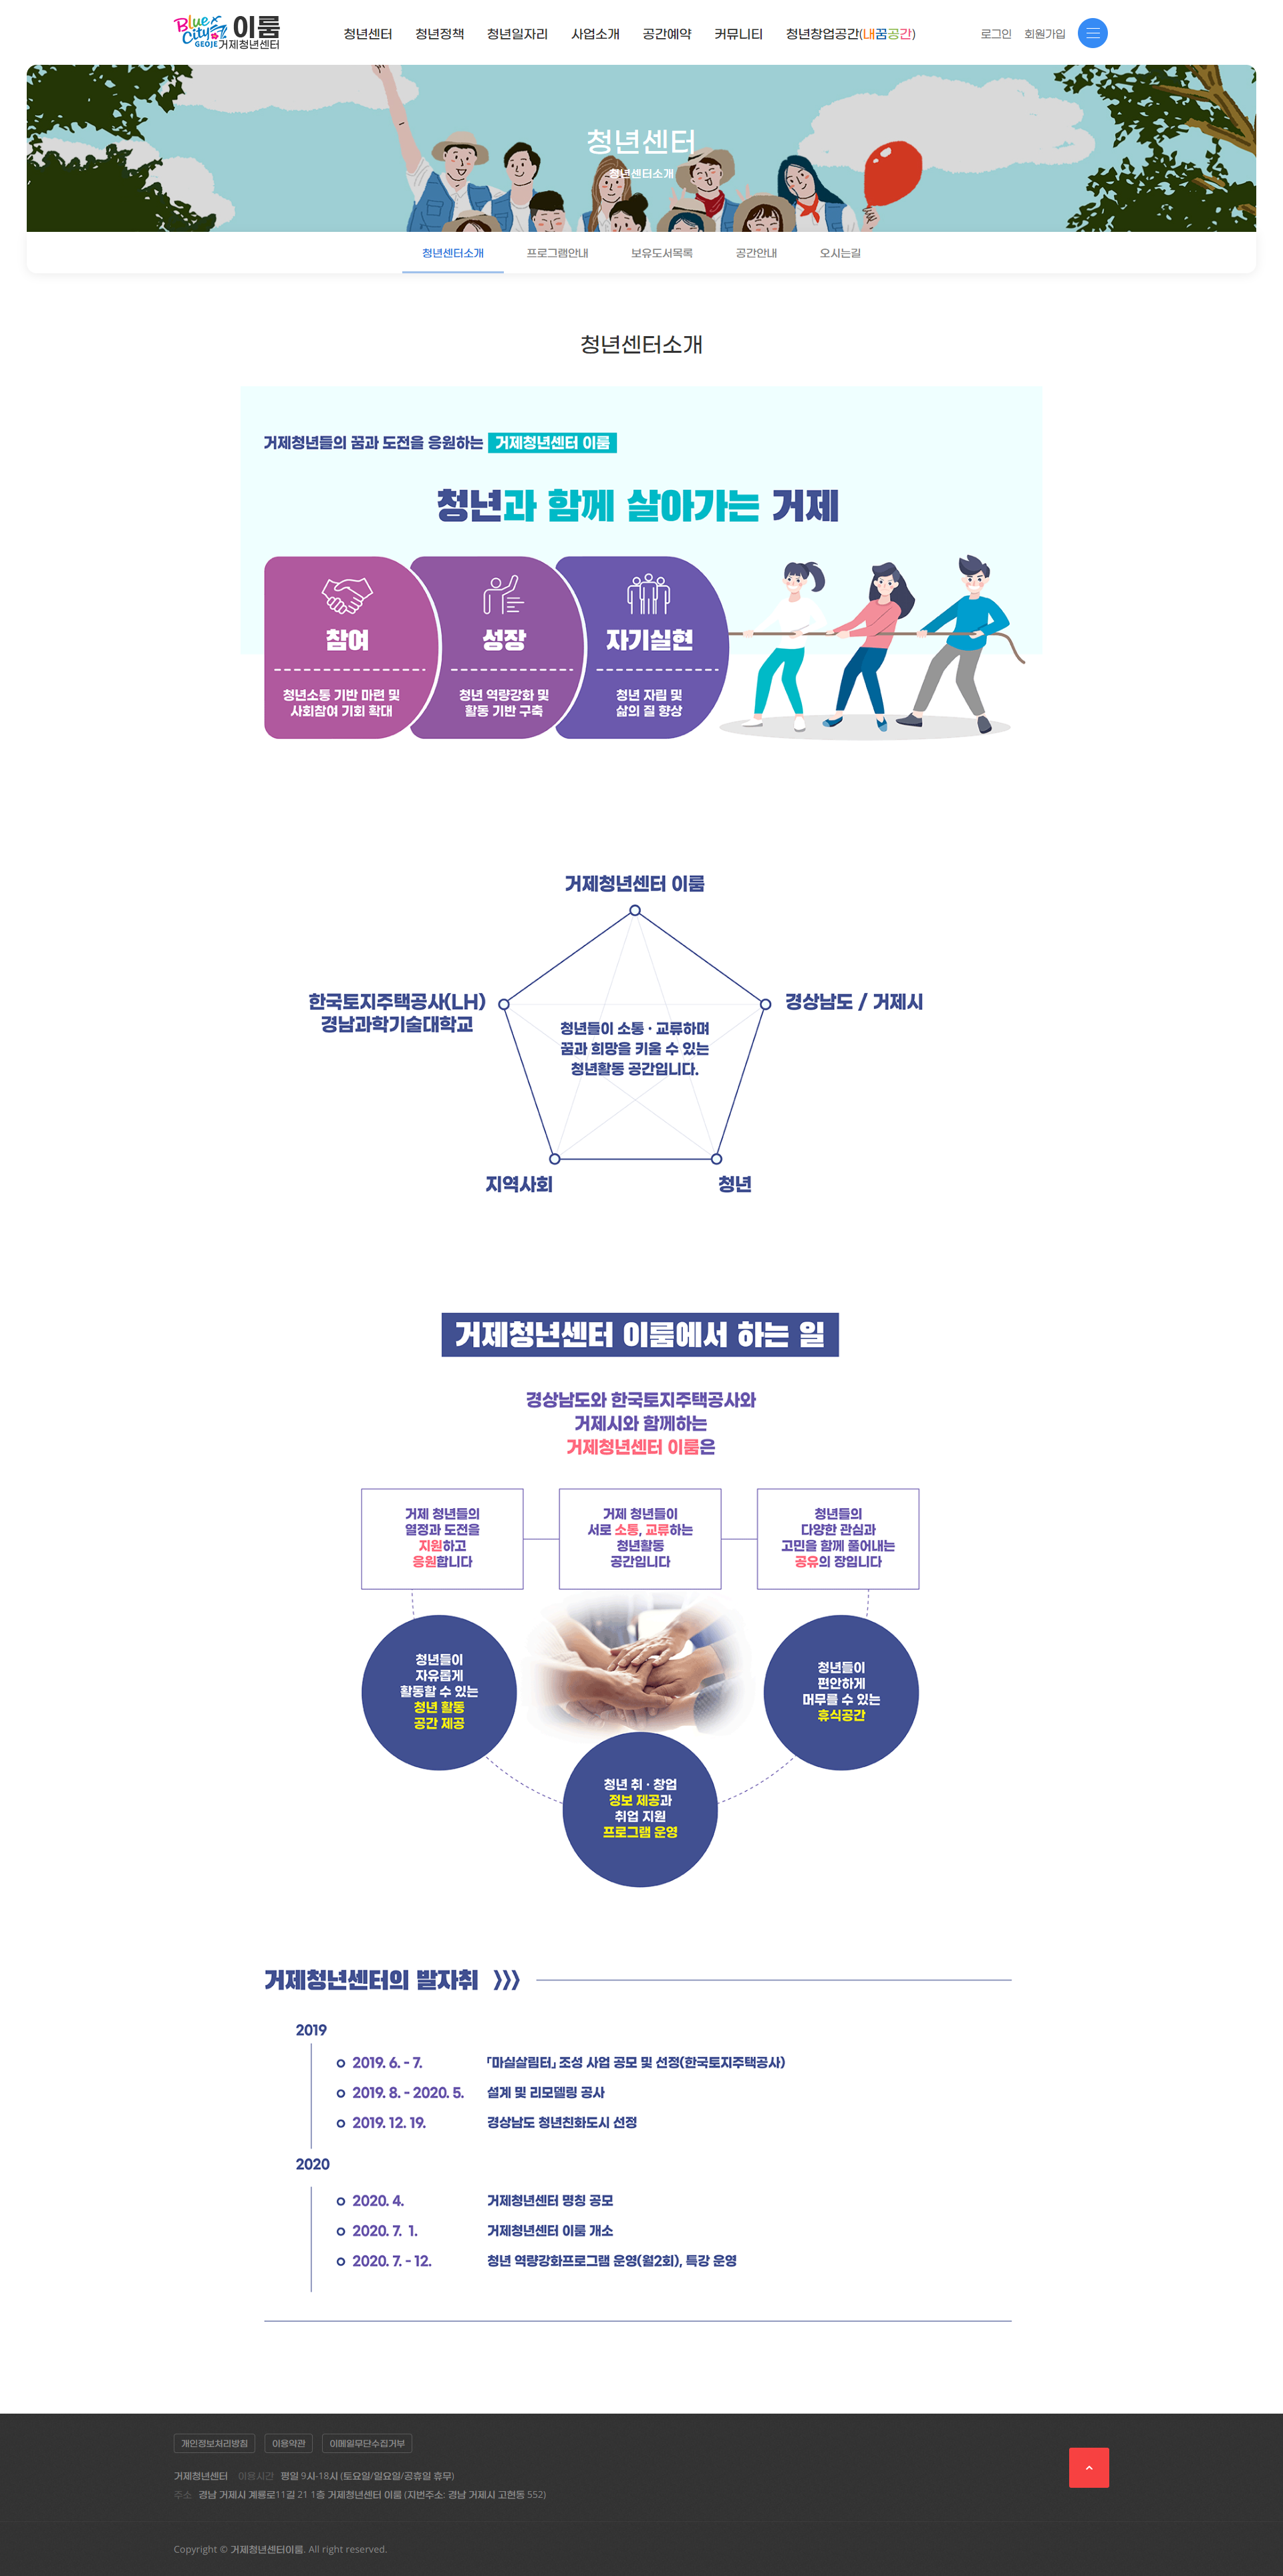 Blue City GEOJE
이룸
거제청년센터
청년센터
청년정책
청년일자리
사업소개
공간예약
커뮤니티
청년창업공간(내꿈공간)
로그인
회원가입
청년센터
청년센터소개
청년센터소개
프로그램안내
보유도서목록
공간안내
오시는길
청년센터소개
거제청년들의 꿈과 도전을 응원하는 거제청년센터 이룸
청년과 함께 살아가는 거제
참여
청년소통 기반 마련 및
사회참여 기회 확대
성장
청년 역량강화 및
활동 기반 구축
자기실현
청년 자립 및
삶의 질 향상
거제청년센터 이룸
한국토지주택공사(LH)
경남과학기술대학교
경상남도 / 거제시
청년들이 소통 · 교류하며
꿈과 희망을 키울 수 있는
청년활동 공간입니다.
지역사회
청년
거제청년센터 이룸에서 하는 일
경상남도와 한국토지주택공사와
거제시와 함께하는
거제청년센터 이룸은
거제 청년들의
열정과 도전을
지원하고
응원합니다
거제 청년들이
서로 소통, 교류하는
청년활동
공간입니다
청년들의
다양한 관심과
고민을 함께 풀어내는
공유의 장입니다
청년들이
자유롭게
활동할 수 있는
청년 활동
공간 제공
청년들이
편안하게
머무를 수 있는
휴식공간
청년 취 · 창업
정보 제공과
취업 지원
프로그램 운영
거제청년센터의 발자취 》》
2019
2019. 6. - 7. 「마실살림터」 조성 사업 공모 및 선정(한국토지주택공사)
2019. 8. - 2020. 5. 설계 및 리모델링 공사
2019. 12. 19. 경상남도 청년친화도시 선정
2020
2020. 4. 거제청년센터 명칭 공모
2020. 7. 1. 거제청년센터 이룸 개소
2020. 7. - 12. 청년 역량강화프로그램 운영(월2회), 특강 운영
개인정보처리방침
이용약관
이메일무단수집거부
거제청년센터 이용시간 평일 9시-18시 (토요일/일요일/공휴일 휴무)
주소 경남 거제시 계룡로11길 21 1층 거제청년센터 이룸 (지번주소: 경남 거제시 고현동 552)
Copyright © 거제청년센터이룸. All right reserved.